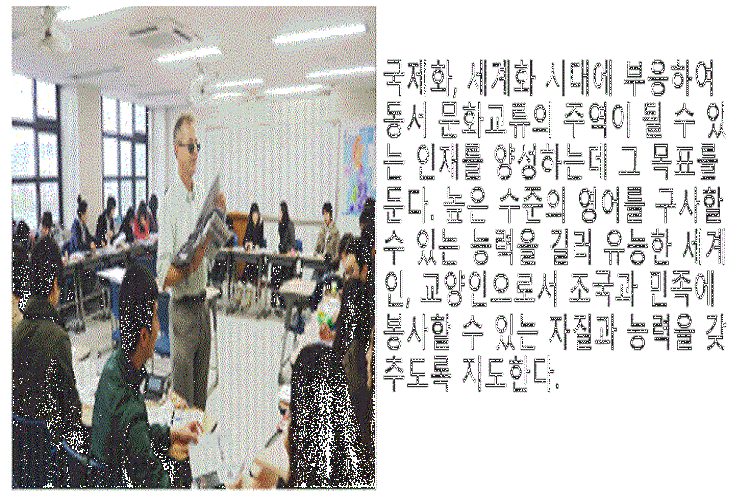 국제화, 세계화 시대에 부응하여
동서 문화교류의 주역이 될 수 있
는 인재를 양성하는데 그 목표를
둔다. 높은 수준의 영어를 구사할
수 있는 능력을 길러 유능한 세계
인, 교양인으로서 조국과 민족에
봉사할 수 있는 자질과 능력을 갖
추도록 지도한다.